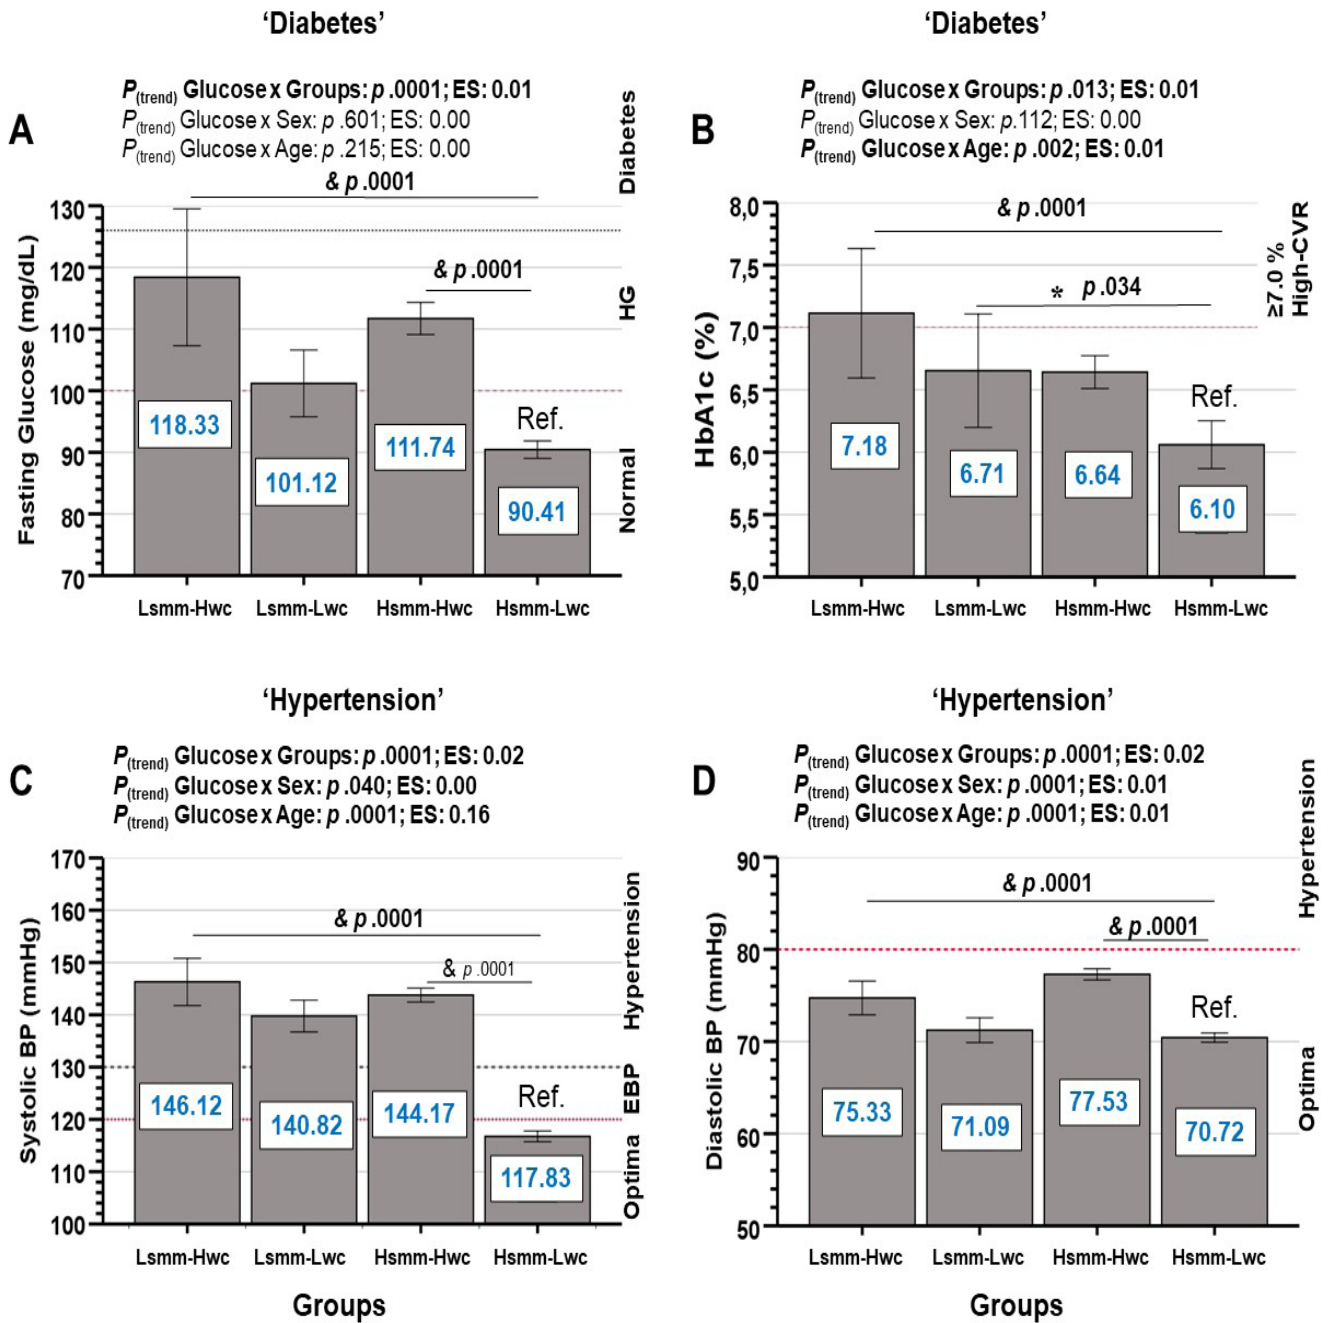 ‘Diabetes’
P(trend) Glucose x Groups: p .0001; ES: 0.01
P(trend) Glucose x Sex: p .601; ES: 0.00
P(trend) Glucose x Age: p .215; ES: 0.00
A
& p .0001
& p .0001
Fasting Glucose (mg/dL)
130
120
110
100
90
80
70
118.33
101.12
111.74
Ref.
90.41
Diabetes
HG
Normal
Lsmm-Hwc
Lsmm-Lwc
Hsmm-Hwc
Hsmm-Lwc
‘Diabetes’
P(trend) Glucose x Groups: p .013; ES: 0.01
P(trend) Glucose x Sex: p.112; ES: 0.00
P(trend) Glucose x Age: p .002; ES: 0.01
B
& p .0001
* p .034
HbA1c (%)
8,0
7,5
7,0
6,5
6,0
5,5
5,0
7.18
6.71
6.64
Ref.
6.10
≥7.0 %
High-CVR
Lsmm-Hwc
Lsmm-Lwc
Hsmm-Hwc
Hsmm-Lwc
‘Hypertension’
P(trend) Glucose x Groups: p .0001; ES: 0.02
P(trend) Glucose x Sex: p .040; ES: 0.00
P(trend) Glucose x Age: p .0001; ES: 0.16
C
& p .0001
& p .0001
Systolic BP (mmHg)
170
160
150
140
130
120
110
100
146.12
140.82
144.17
Ref.
117.83
Hypertension
EBP
Optima
Lsmm-Hwc
Lsmm-Lwc
Hsmm-Hwc
Hsmm-Lwc
Groups
‘Hypertension’
P(trend) Glucose x Groups: p .0001; ES: 0.02
P(trend) Glucose x Sex: p .0001; ES: 0.01
P(trend) Glucose x Age: p .0001; ES: 0.01
D
& p .0001
& p .0001
Diastolic BP (mmHg)
90
80
70
60
50
75.33
71.09
77.53
Ref.
70.72
Hypertension
Optima
Lsmm-Hwc
Lsmm-Lwc
Hsmm-Hwc
Hsmm-Lwc
Groups